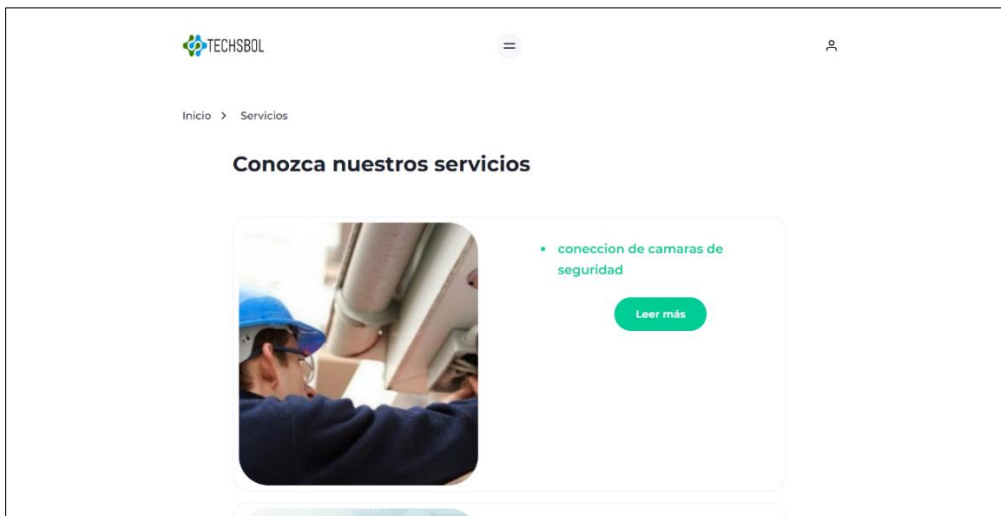 TECHSBOL
Inicio > Servicios
Conozca nuestros servicios
• coneccion de camaras de
seguridad
Leer más